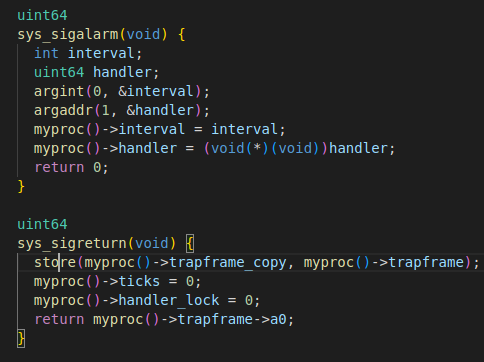 uint64
sys_sigalarm(void) {
  int interval;
  uint64 handler;
  argint(0, &interval);
  argaddr(1, &handler);
  myproc()->interval = interval;
  myproc()->handler = (void(*)(void))handler;
  return 0;
}

uint64
sys_sigreturn(void) {
  store(myproc()->trapframe_copy, myproc()->trapframe);
  myproc()->ticks = 0;
  myproc()->handler_lock = 0;
  return myproc()->trapframe->a0;
}